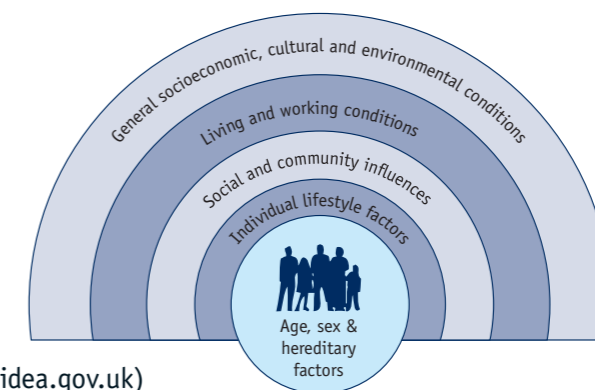 General socioeconomic, cultural and environmental conditions
Living and working conditions
Social and community influences
Individual lifestyle factors
Age, sex &
hereditary
factors
idea.gov.uk)